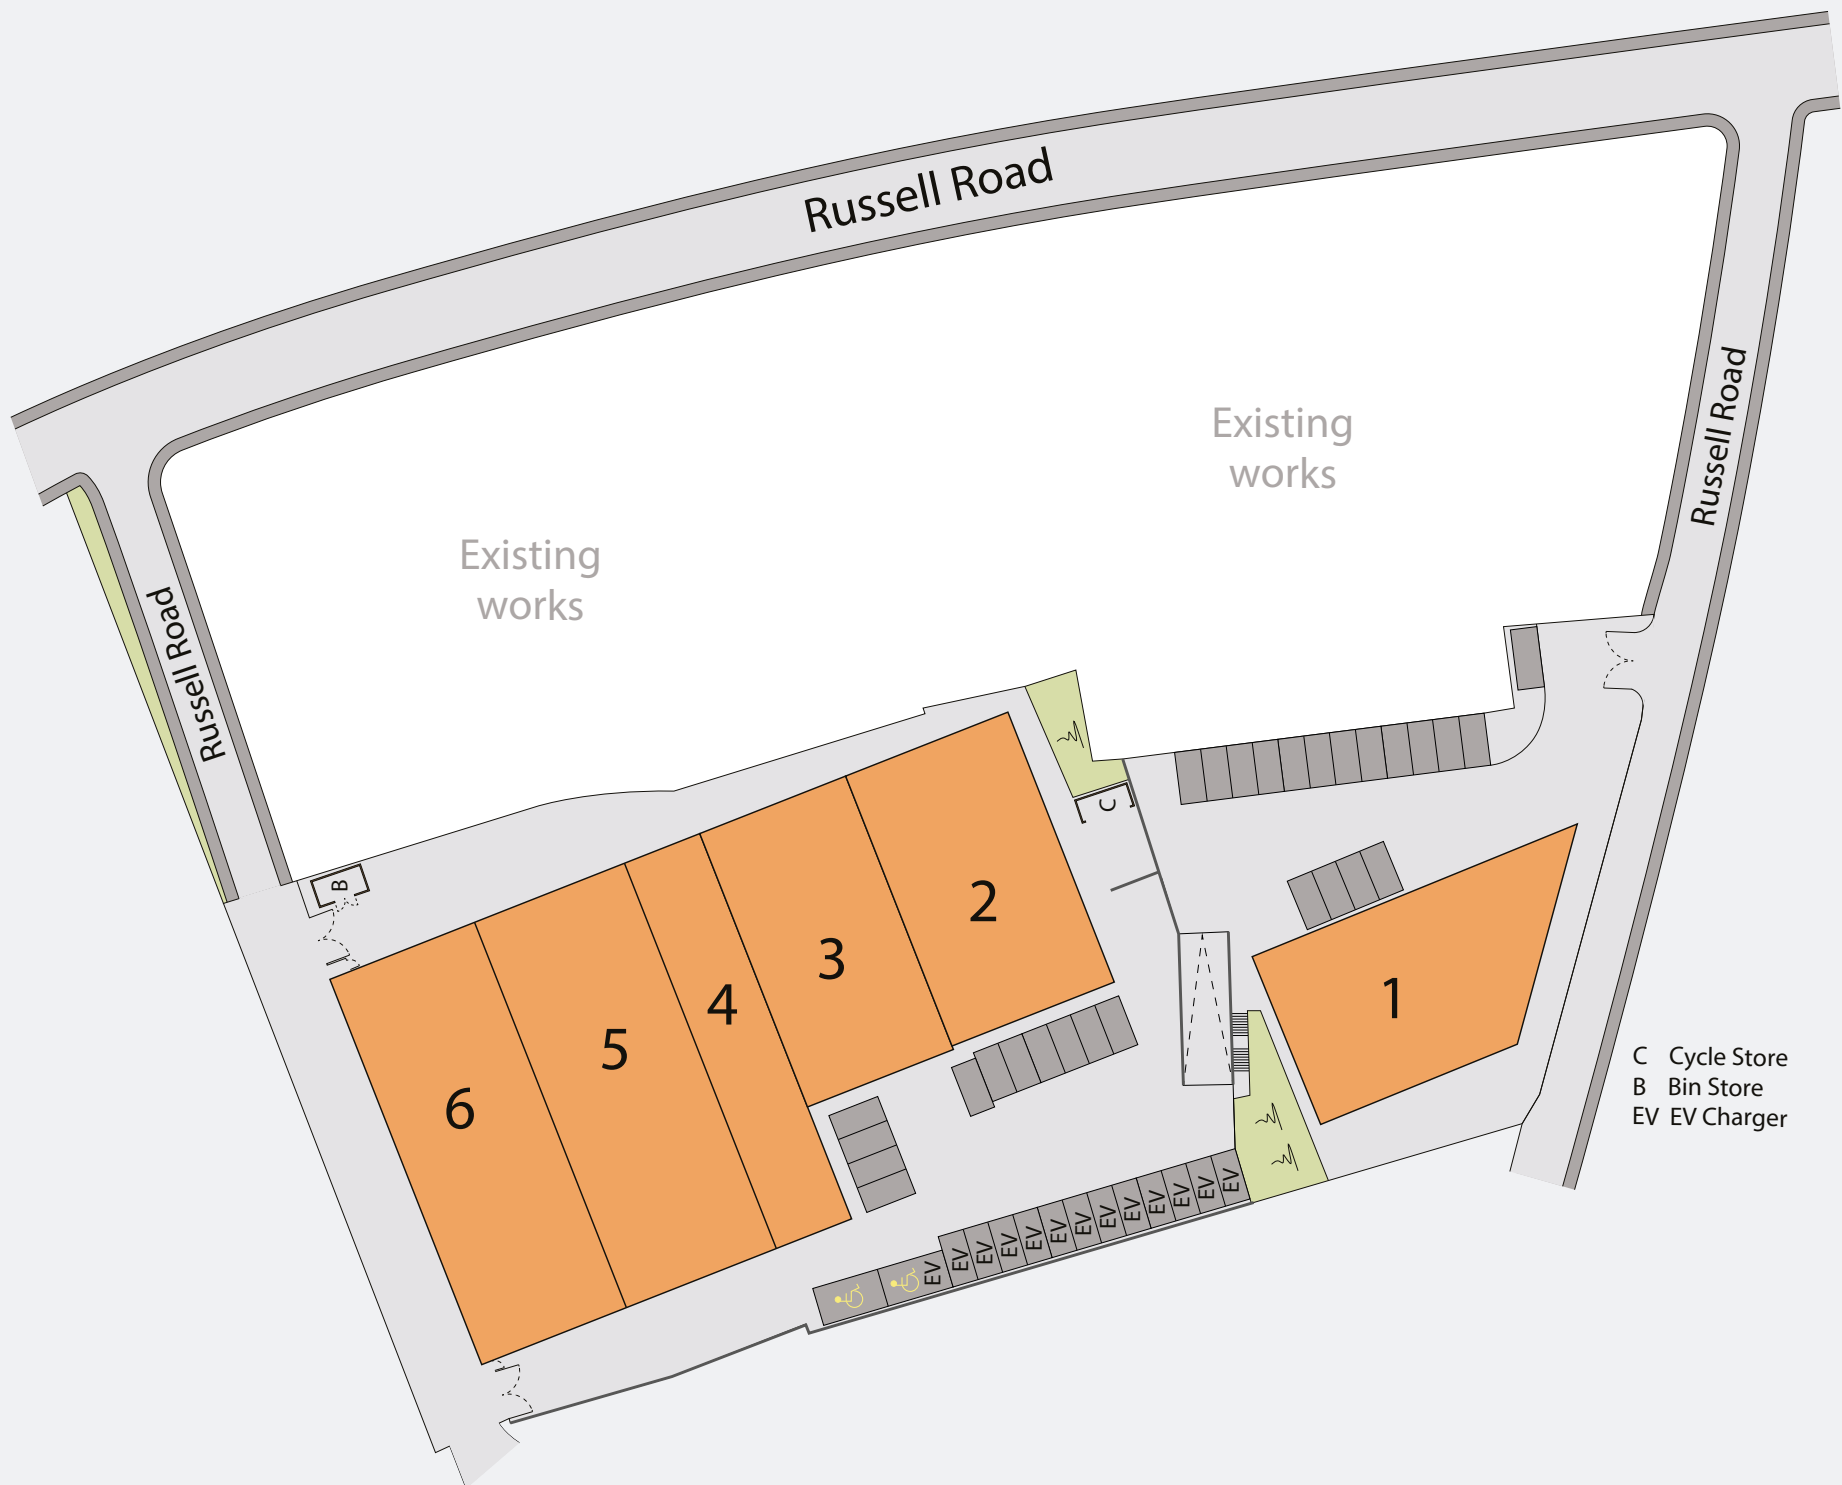 Russell Road
Existing
works
Russell Road
Existing
works
Russell Road
C
B
2
3
4
5
6
1
C Cycle Store
B Bin Store
EV EV Charger
EV
EV
EV
EV
EV
EV
EV
EV
EV
EV
EV
EV
EV